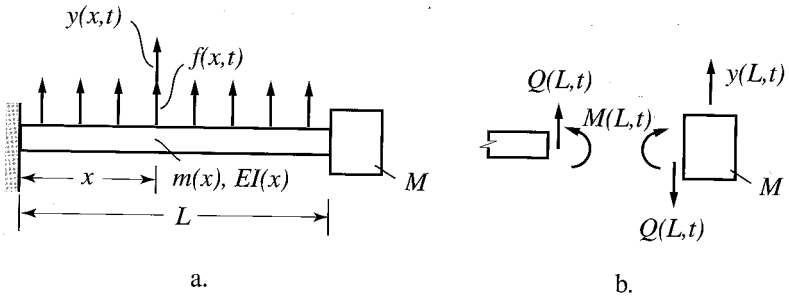 y(x,t)
f(x,t)
x
m(x), EI(x)
M
L
a.
Q(L,t)
M(L,t)
y(L,t)
M
Q(L,t)
b.